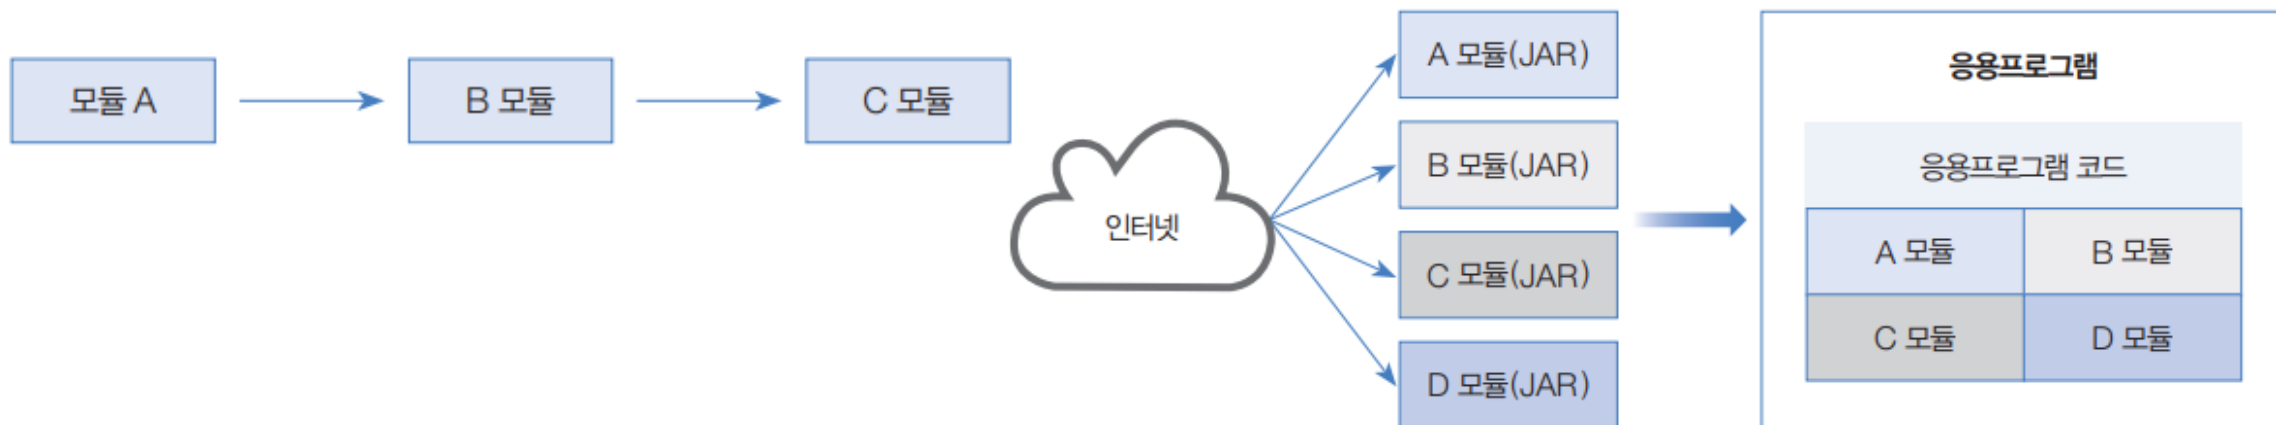 모듈 A
B 모듈
C 모듈
인터넷
A 모듈(JAR)
B 모듈(JAR)
C 모듈(JAR)
D 모듈(JAR)
응용프로그램
응용프로그램 코드
A 모듈
B 모듈
C 모듈
D 모듈